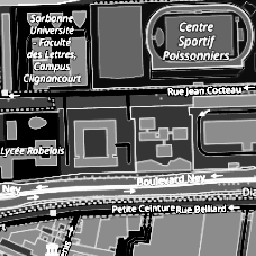 Sorbonne
Université
- Faculté
des Lettres,
Campus
Clignancourt
Centre
Sportif
Poissonniers
Rue Jean Cocteau
Lycée Rabelais
Ney
Boulevard Ney
Petite Ceinture
Rue Belliard